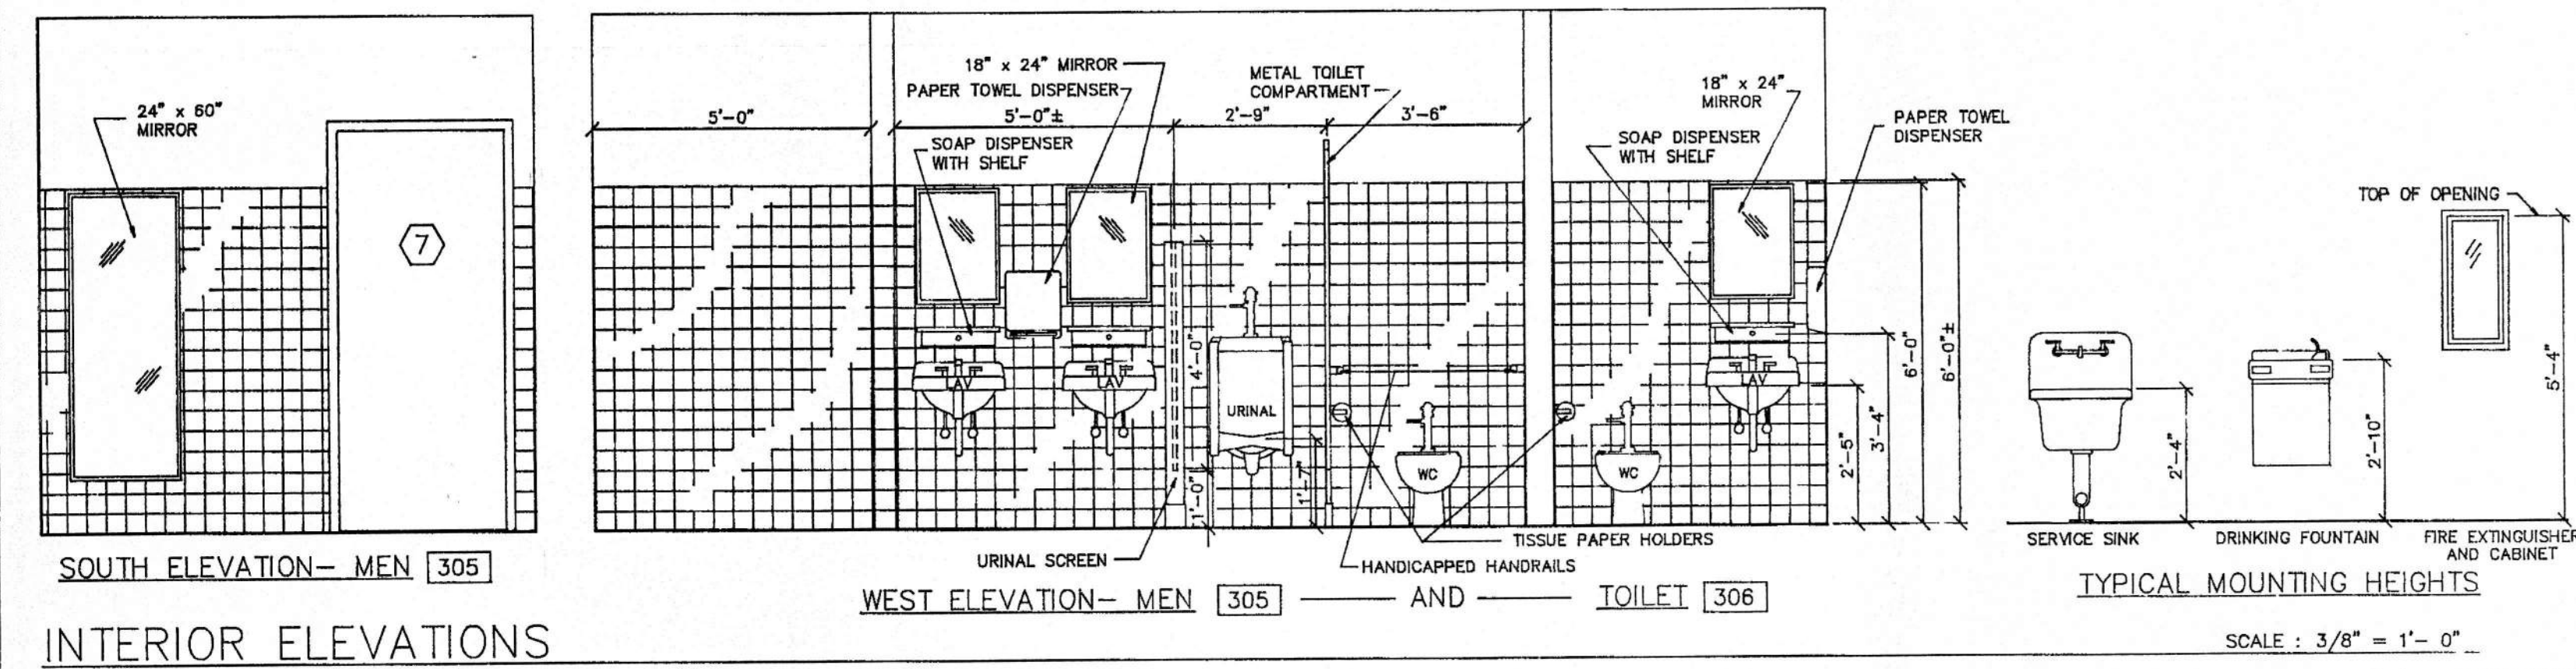 24" x 60"
MIRROR
7
SOUTH ELEVATION— MEN 305
18" x 24" MIRROR
PAPER TOWEL DISPENSER
METAL TOILET
COMPARTMENT
18" x 24"
MIRROR
PAPER TOWEL
DISPENSER
5'-0"
5'-0"±
2'-9"
3'-6"
SOAP DISPENSER
WITH SHELF
SOAP DISPENSER
WITH SHELF
LAV
LAV
LAV
URINAL
WC
WC
4'-0"
1'-0"
1'-7"
2'-5"
3'-4"
6'-0"
6'-0"±
URINAL SCREEN
TISSUE PAPER HOLDERS
HANDICAPPED HANDRAILS
WEST ELEVATION— MEN 305 —— AND —— TOILET 306
TOP OF OPENING
2'-4"
2'-10"
5'-4"
SERVICE SINK
DRINKING FOUNTAIN
FIRE EXTINGUISHER
AND CABINET
TYPICAL MOUNTING HEIGHTS
INTERIOR ELEVATIONS
SCALE : 3/8" = 1'- 0"